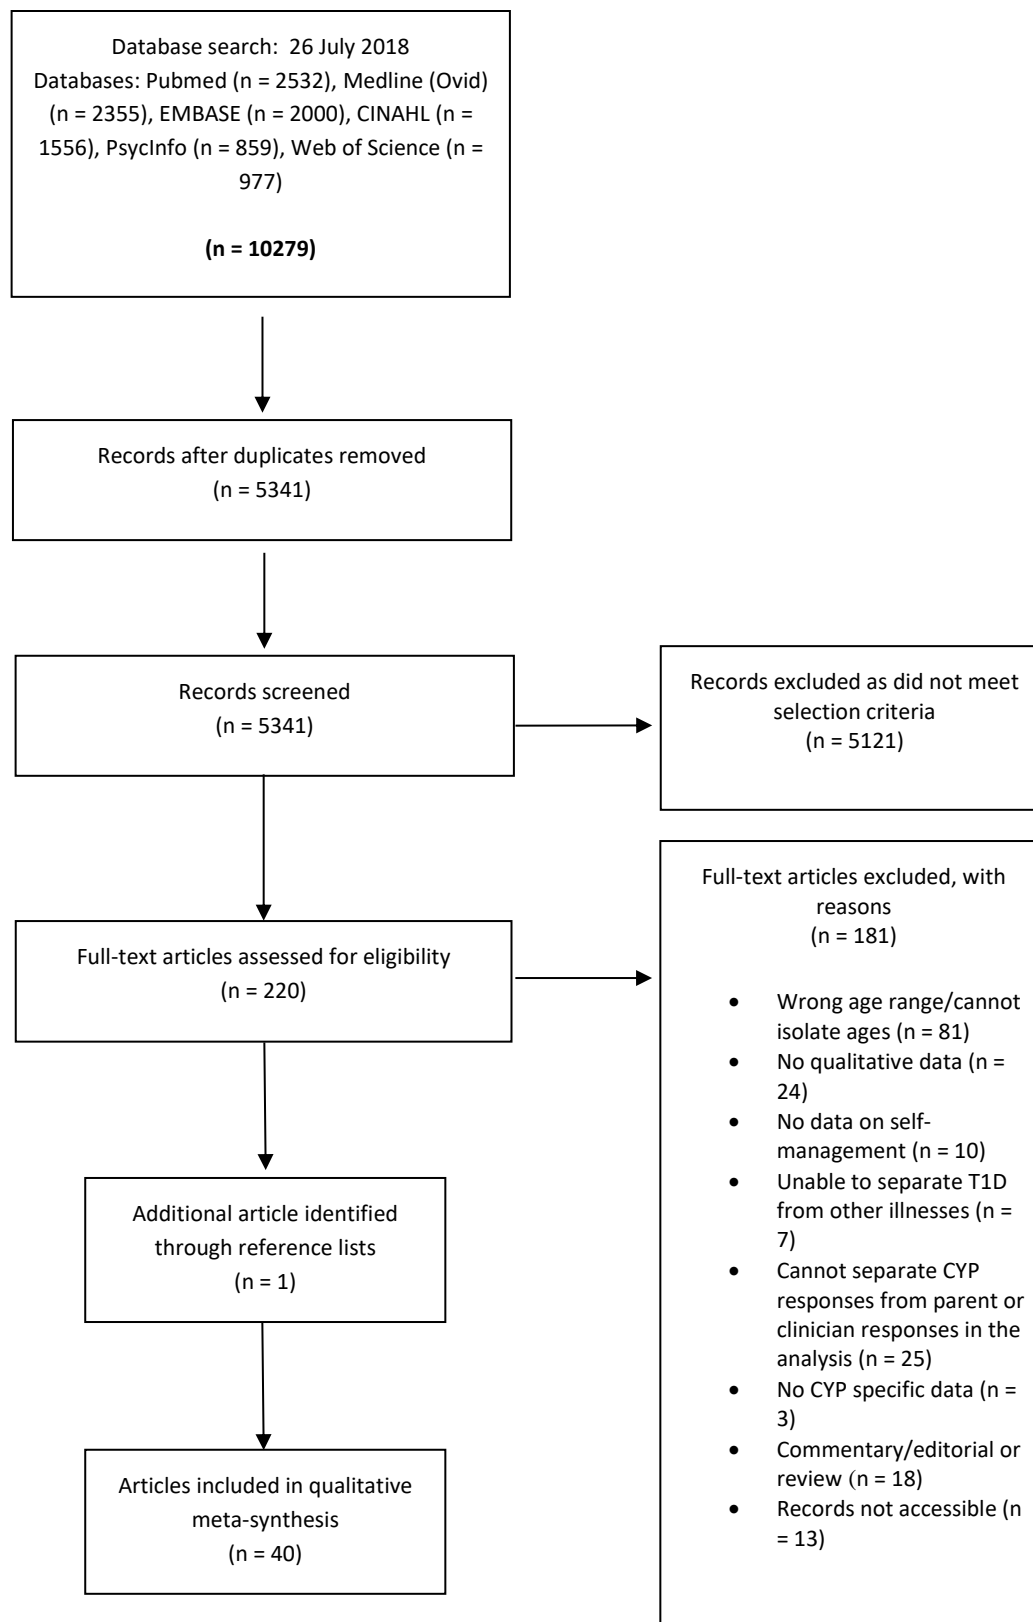 Database search:  26 July 2018
Databases: Pubmed (n = 2532), Medline (Ovid)
(n = 2355), EMBASE (n = 2000), CINAHL (n =
1556), PsycInfo (n = 859), Web of Science (n =
977)
(n = 10279)
Records after duplicates removed
(n = 5341)
Records screened
(n = 5341)
Records excluded as did not meet
selection criteria
(n = 5121)
Full-text articles assessed for eligibility
(n = 220)
Full-text articles excluded, with
reasons
(n = 181)
• Wrong age range/cannot
isolate ages (n = 81)
• No qualitative data (n =
24)
• No data on self-
management (n = 10)
• Unable to separate T1D
from other illnesses (n =
7)
• Cannot separate CYP
responses from parent or
clinician responses in the
analysis (n = 25)
• No CYP specific data (n =
3)
• Commentary/editorial or
review (n = 18)
• Records not accessible (n
= 13)
Additional article identified
through reference lists
(n = 1)
Articles included in qualitative
meta-synthesis
(n = 40)